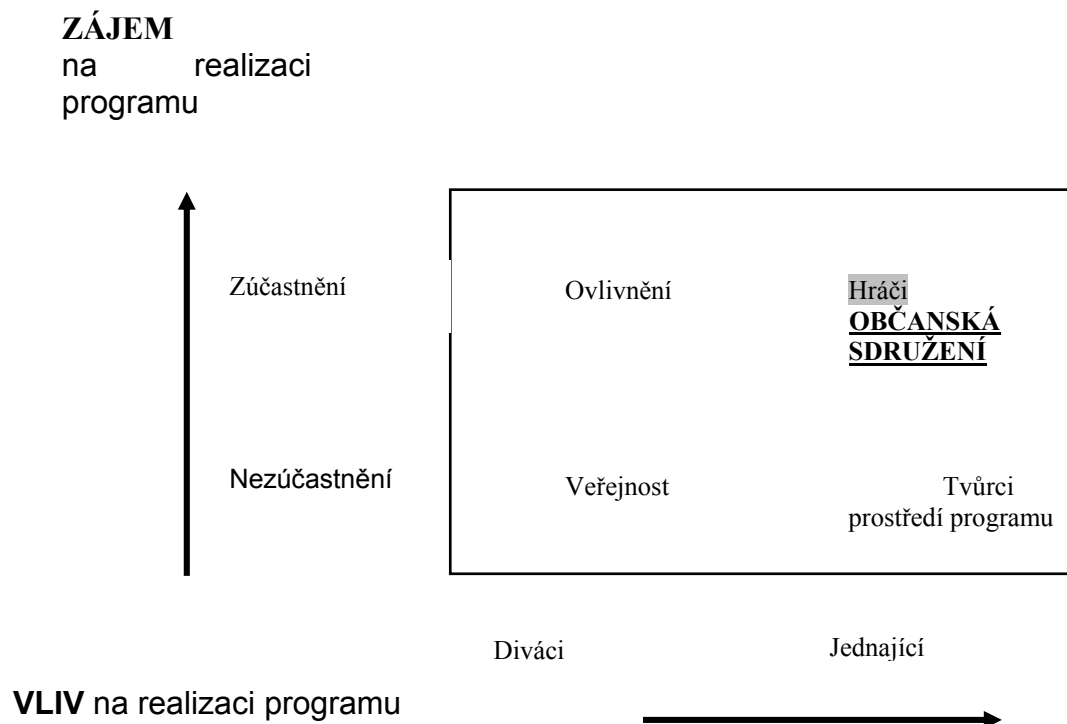 ZÁJEM
na realizaci
programu
Zúčastnění Ovlivnění Hráči
OBČANSKÁ
SDRUŽENÍ
Nezúčastnění Veřejnost Tvůrci
prostředí programu
Diváci Jednající
VLIV na realizaci programu